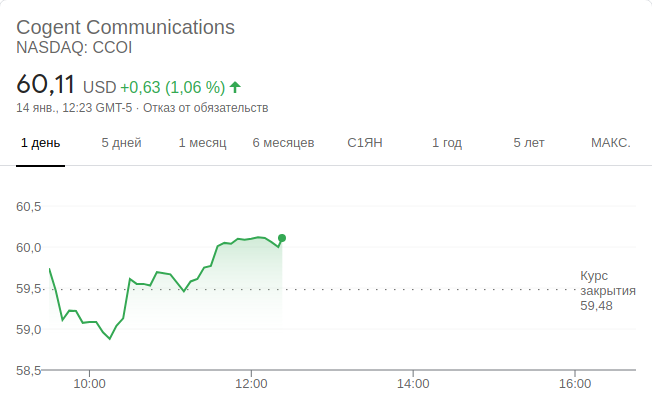 Cogent Communications
NASDAQ: CCOI
60,11 USD +0,63 (1,06 %)
14 янв., 12:23 GMT-5 · Отказ от обязательств
1 день 5 дней 1 месяц 6 месяцев С1ЯН 1 год 5 лет МАКС.
60,5
60,0
59,5
59,0
58,5
Курс
закрытия
59,48
10:00 12:00 14:00 16:00